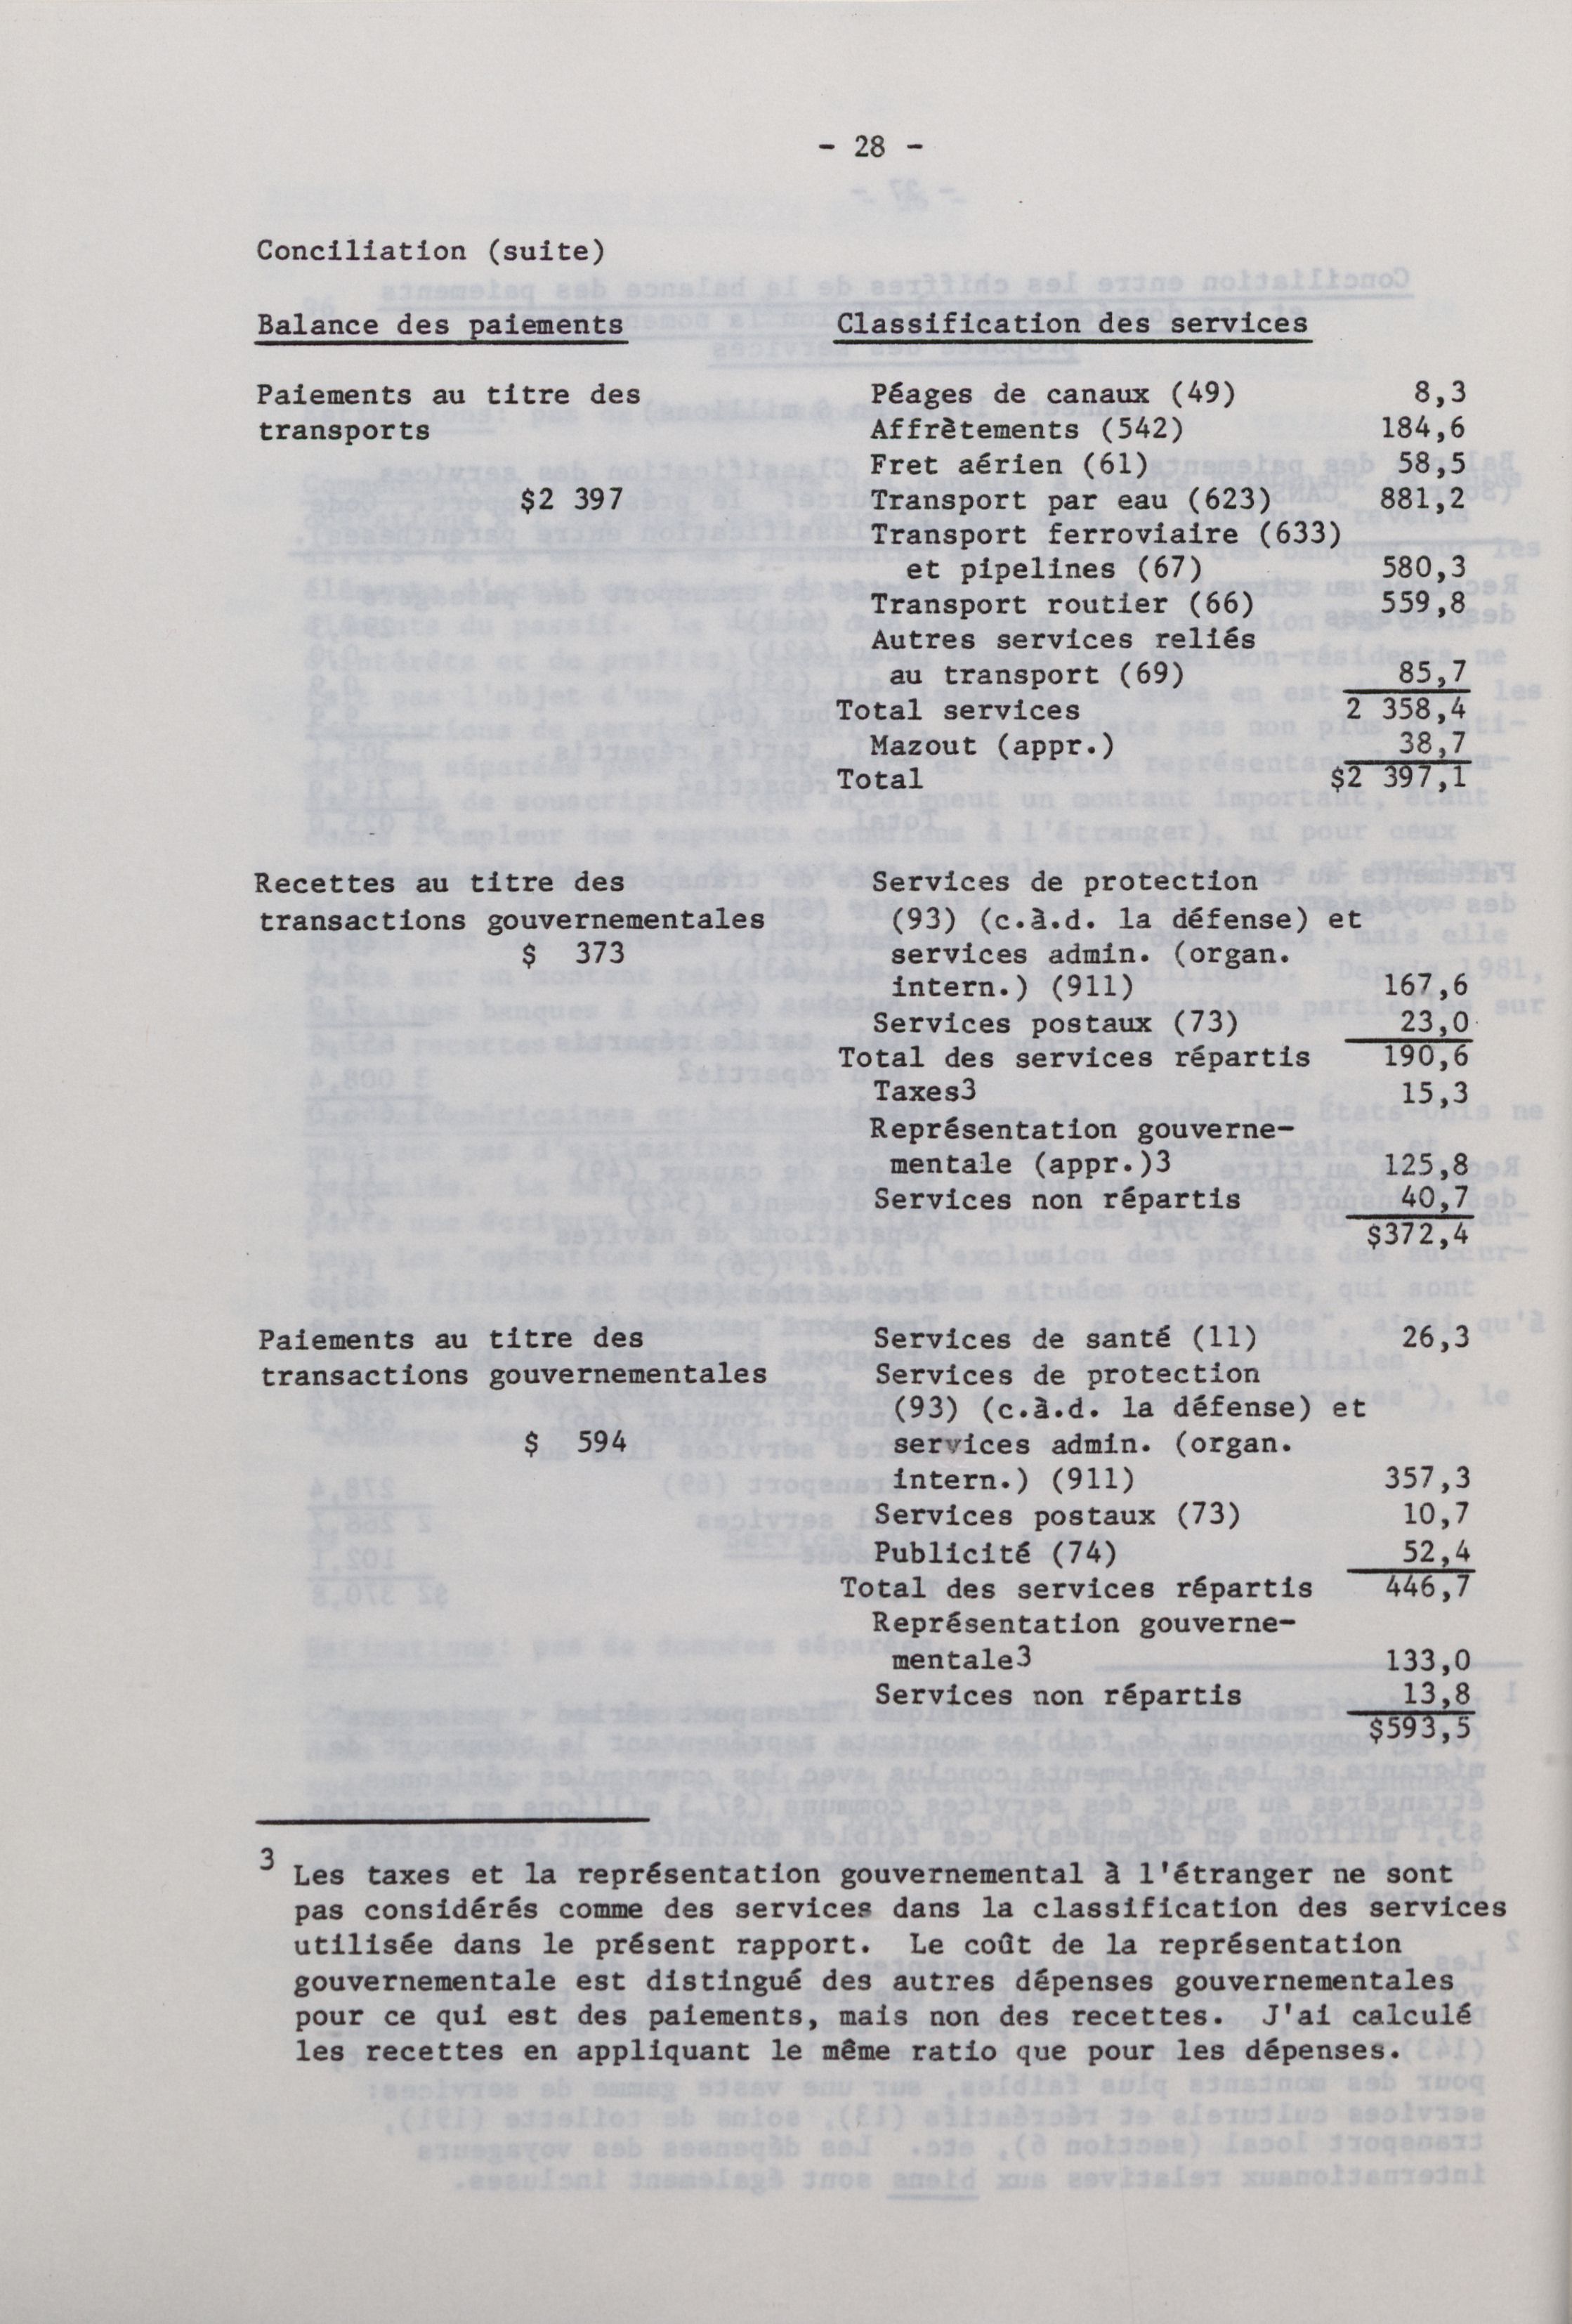 - 28 -
Conciliation (suite)
Balance des paiements Classification des services
Paiements au titre des Péages de canaux (49) 8,3
transports Affrètements (542) 184,6
Fret aérien (61) 58,5
$2 397 Transport par eau (623) 881,2
Transport ferroviaire (633)
et pipelines (67) 580,3
Transport routier (66) 559,8
Autres services reliés
au transport (69) 85,7
Total services 2 358,4
Mazout (appr.) 38,7
Total $2 397,1
Recettes au titre des Services de protection
transactions gouvernementales (93) (c.à.d. la défense) et
$ 373 services admin. (organ.
intern.) (911) 167,6
Services postaux (73) 23,0
Total des services répartis 190,6
Taxes3 15,3
Représentation gouverne-
mentale (appr.)3 125,8
Services non répartis 40,7
$372,4
Paiements au titre des Services de santé (11) 26,3
transactions gouvernementales Services de protection
(93) (c.à.d. la défense) et
$ 594 services admin. (organ.
intern.) (911) 357,3
Services postaux (73) 10,7
Publicité (74) 52,4
Total des services répartis 446,7
Représentation gouverne-
mentale3 133,0
Services non répartis 13,8
$593,5
3 Les taxes et la représentation gouvernemental à l'étranger ne sont
pas considérés comme des services dans la classification des services
utilisée dans le présent rapport. Le coût de la représentation
gouvernementale est distingué des autres dépenses gouvernementales
pour ce qui est des paiements, mais non des recettes. J'ai calculé
les recettes en appliquant le même ratio que pour les dépenses.